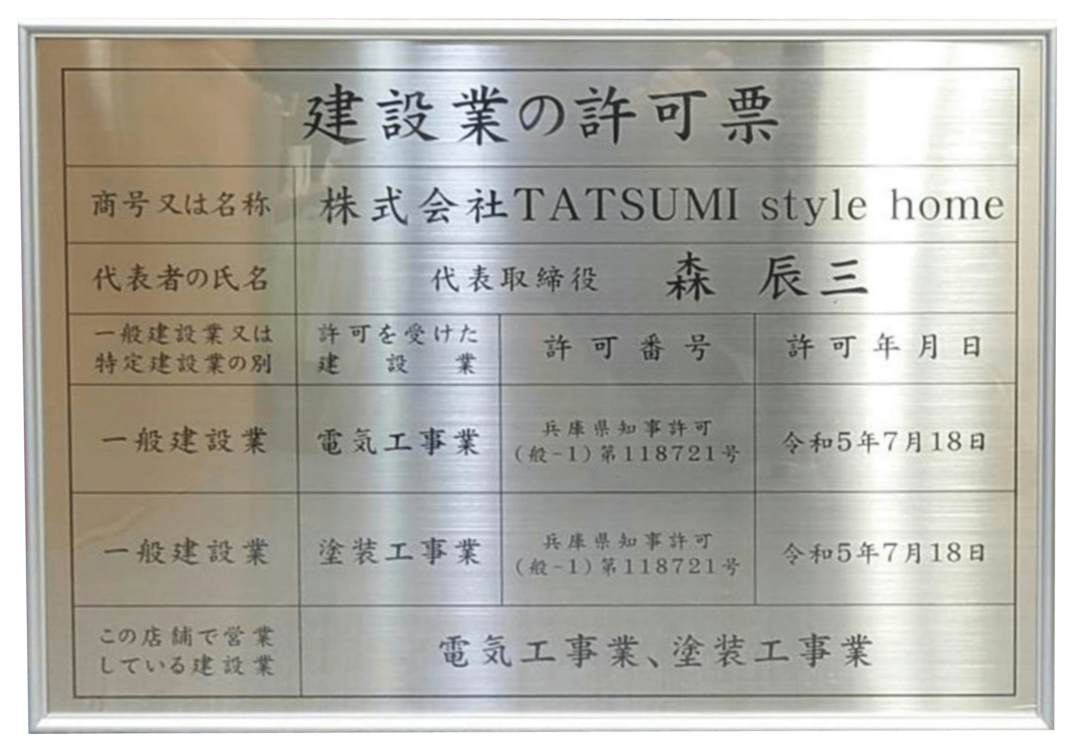 建設業の許可票
商号又は名称 株式会社TATSUMI style home
代表者の氏名 代表取締役 森 辰三
一般建設業又は
特定建設業の別
許可を受けた
建設業
許可番号
許可年月日
一般建設業
電気工事業
兵庫県知事許可
(般-1)第118721号
令和5年7月18日
一般建設業
塗装工事業
兵庫県知事許可
(般-1)第118721号
令和5年7月18日
この店舗で営業
している建設業
電気工事業、塗装工事業